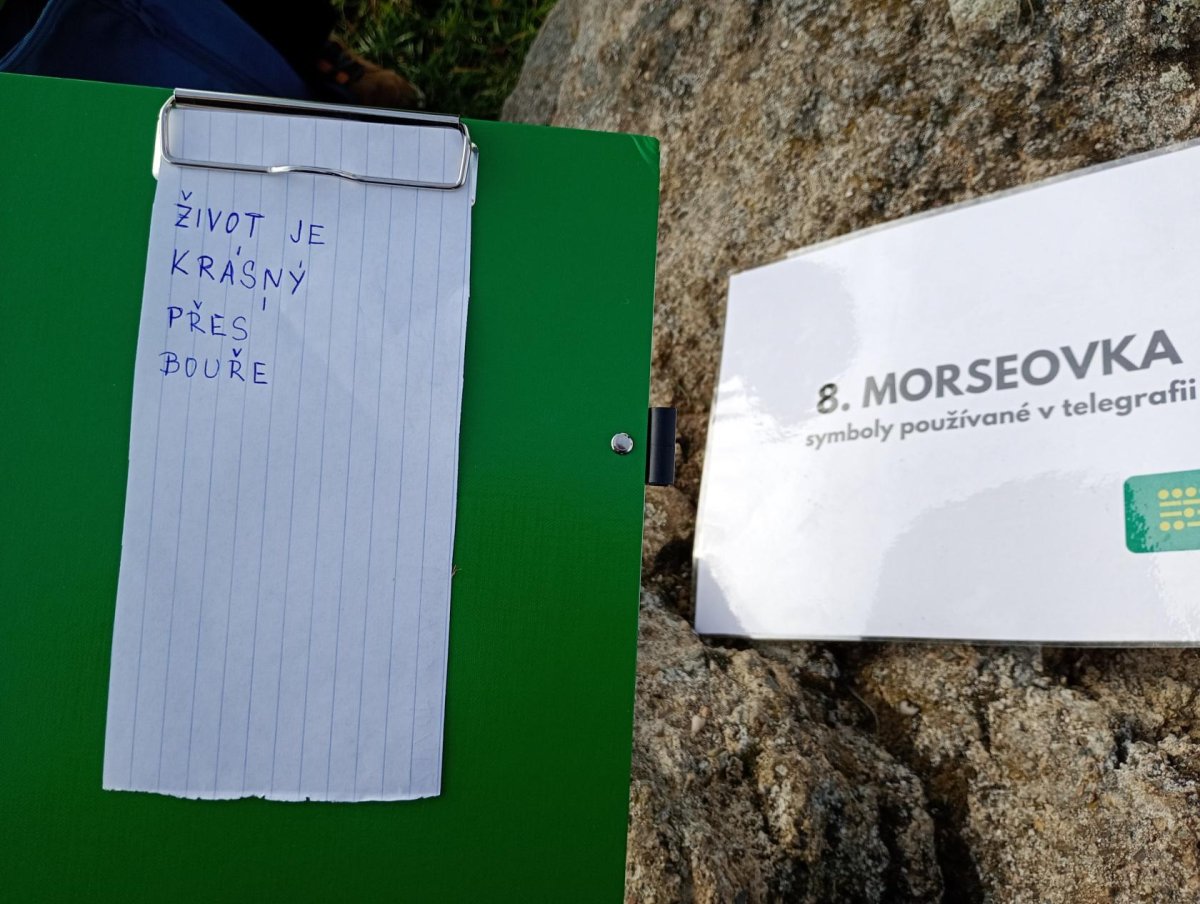 ŽIVOT JE
KRÁSNÝ
PŘES
BOUŘE
8. MORSEOVKA
symboly používané v telegrafii